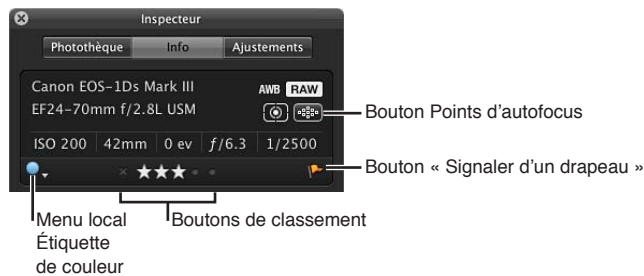 Inspecteur
Photothèque Info Ajustements
Canon EOS-1Ds Mark III AWB RAW
EF24–70mm f/2.8L USM
Bouton Points d'autofocus
ISO 200 42mm 0 ev ƒ/6.3 1/2500
Bouton « Signaler d'un drapeau »
Menu local
Étiquette
de couleur
Boutons de classement